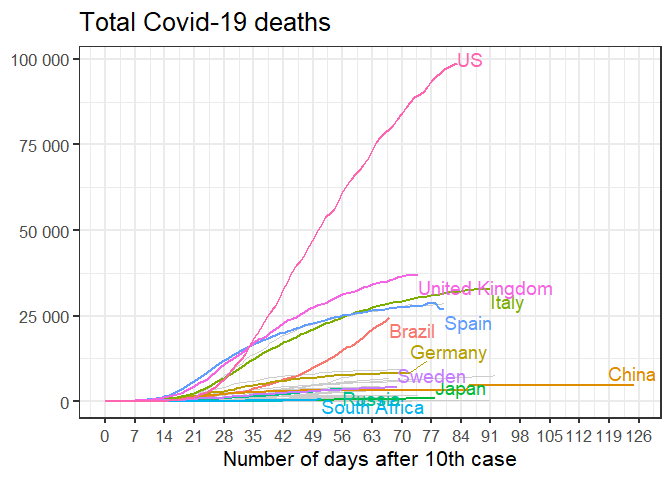 Total Covid-19 deaths
100 000
75 000
50 000
25 000
0
US
United Kingdom
Italy
Spain
Brazil
Germany
Sweden
China
Japan
Russia
South Africa
0 7 14 21 28 35 42 49 56 63 70 77 84 91 98 105 112 119 126
Number of days after 10th case